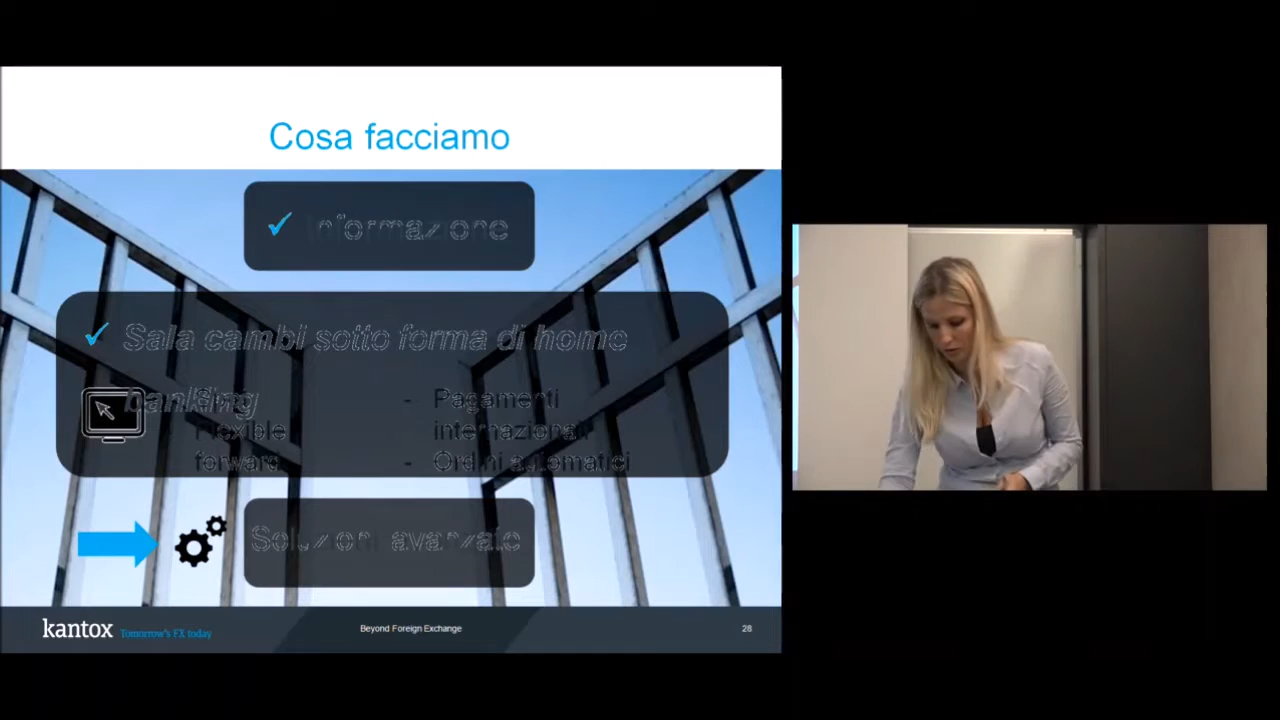 Cosa facciamo
Informazione
Sala cambi sotto forma di home
banking
- Pagamenti
Flexible
internazionali
forward
- Ordini automatici
Soluzioni avanzate
kantox Tomorrow's FX today
Beyond Foreign Exchange
28